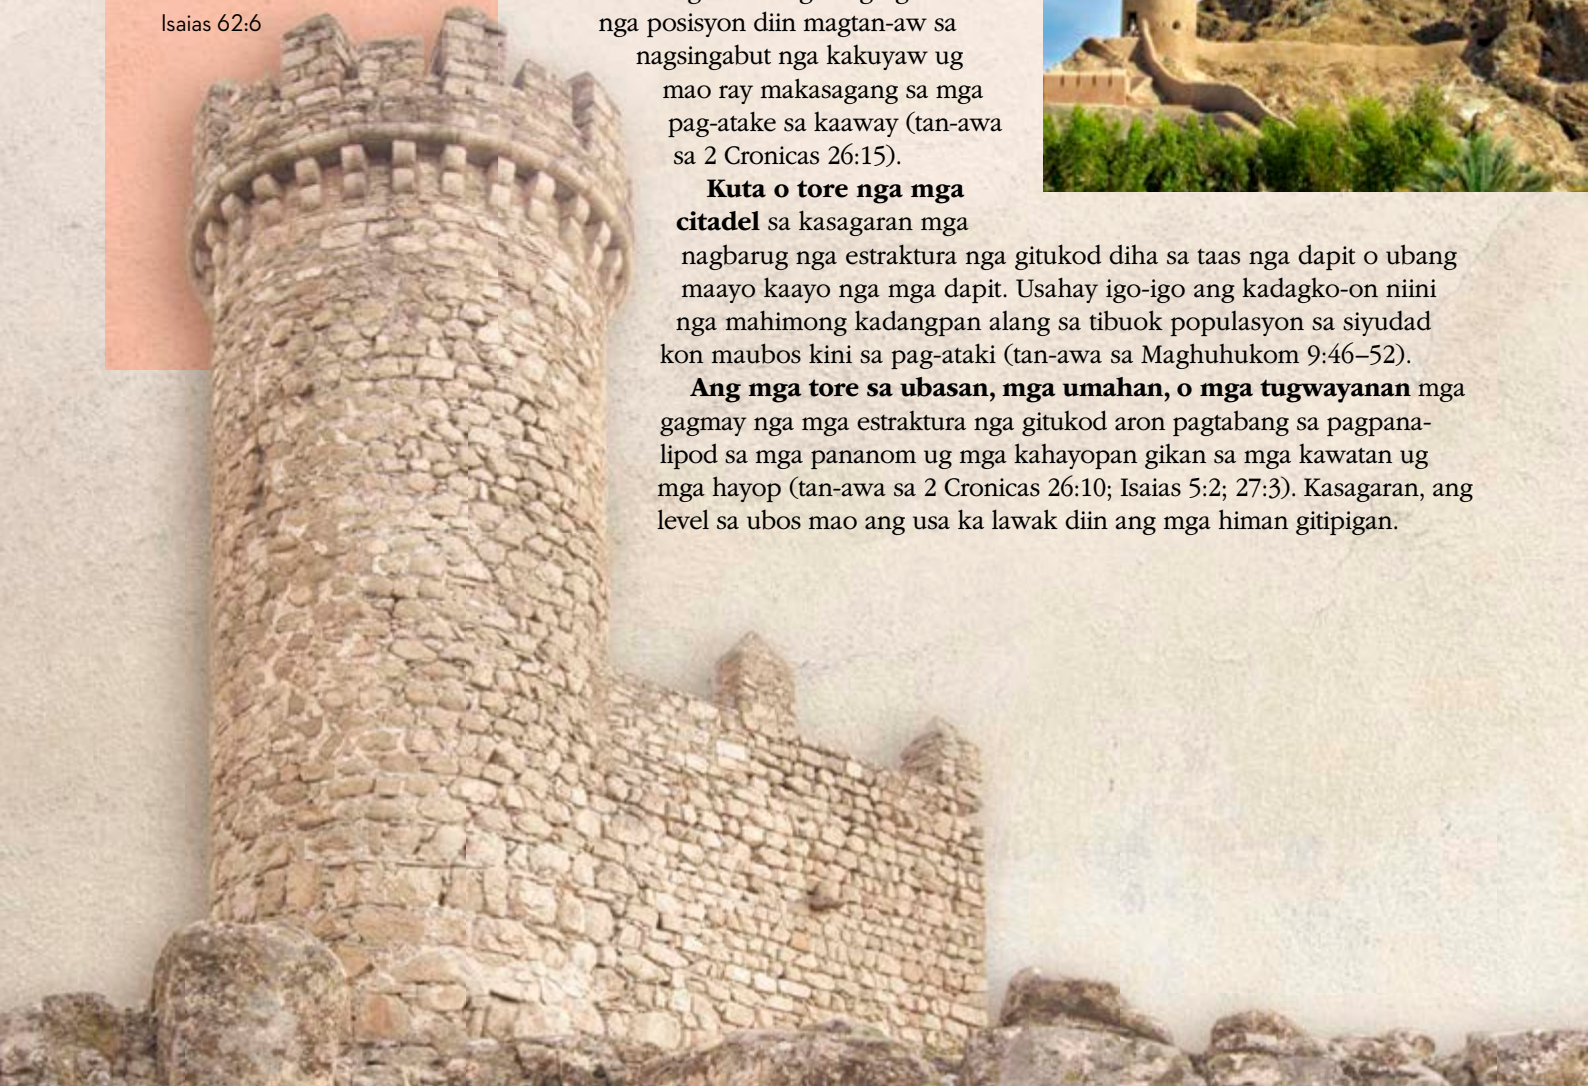 Isaias 62:6
nga posisyon diin magtan-aw sa
nagsingabut nga kakuyaw ug
mao ray makasagang sa mga
pag-atake sa kaaway (tan-awa
sa 2 Cronicas 26:15).
Kuta o tore nga mga
citadel sa kasagaran mga
nagbarug nga estraktura nga gitukod diha sa taas nga dapit o ubang
maayo kaayo nga mga dapit. Usahay igo-igo ang kadagko-on niini
nga mahimong kadangpan alang sa tibuok populasyon sa siyudad
kon maubos kini sa pag-ataki (tan-awa sa Maghuhukom 9:46–52).
Ang mga tore sa ubasan, mga umahan, o mga tugwayanan mga
gagmay nga mga estraktura nga gitukod aron pagtabang sa pagpana-
lipod sa mga pananom ug mga kahayopan gikan sa mga kawatan ug
mga hayop (tan-awa sa 2 Cronicas 26:10; Isaias 5:2; 27:3). Kasagaran, ang
level sa ubos mao ang usa ka lawak diin ang mga himan gitipigan.